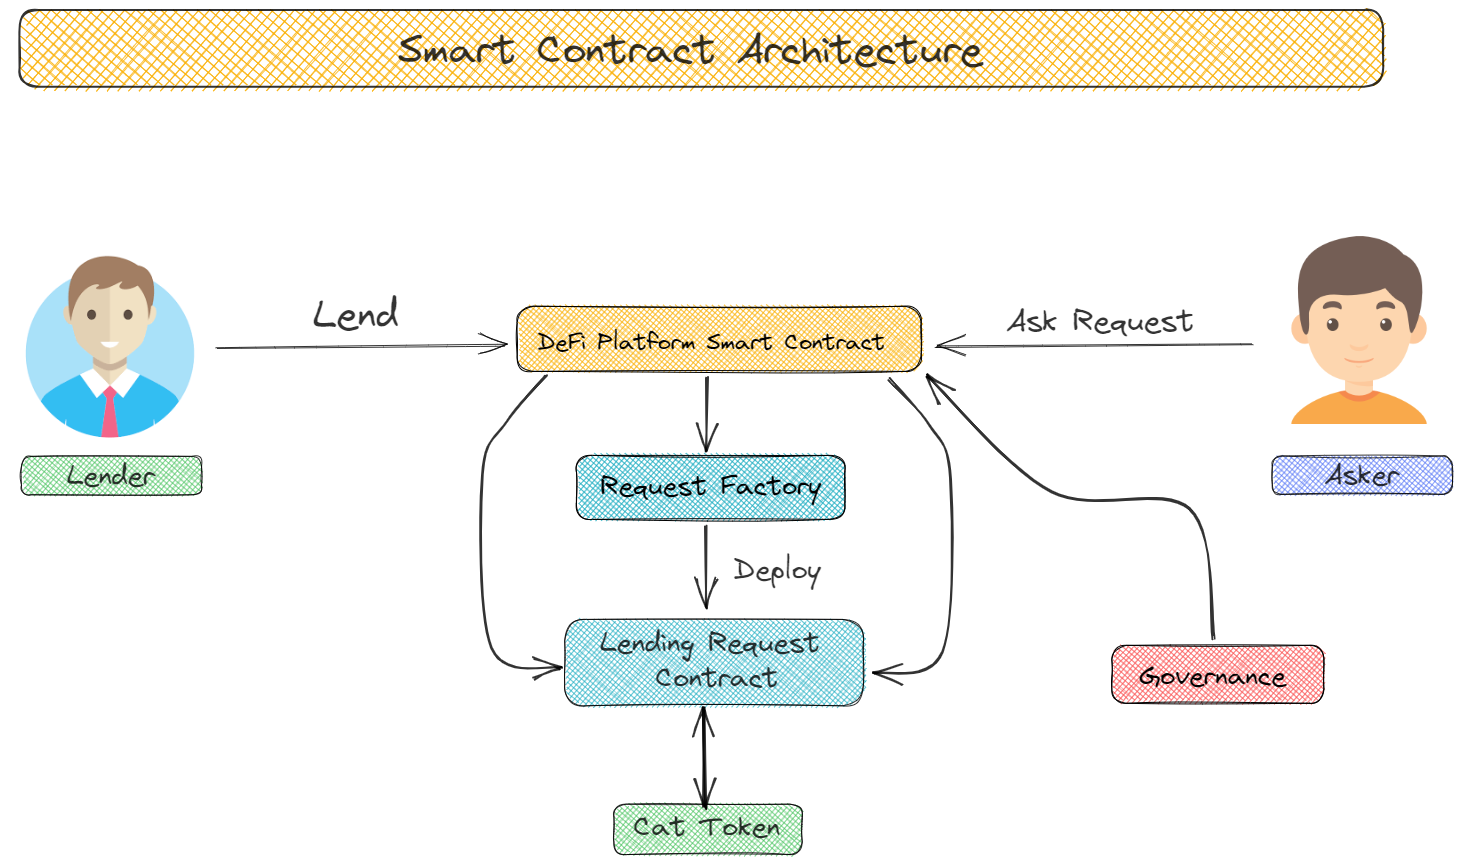 Smart Contract Architecture
Lend
Ask Request
DeFi Platform Smart Contract
Lender
Request Factory
Asker
Deploy
Lending Request
Contract
Governance
Cat Token